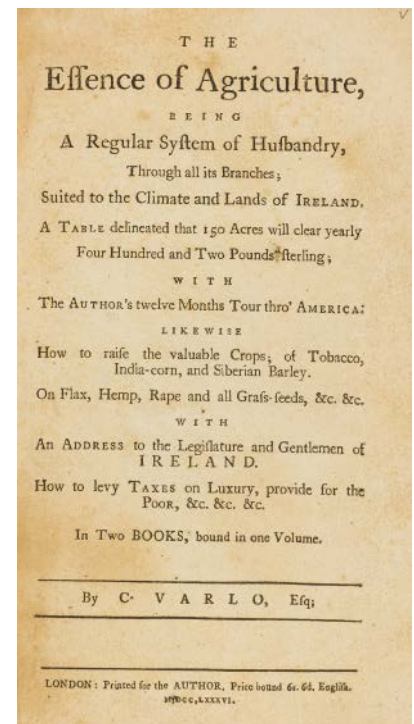 THE
Eſſence of Agriculture,
BEING
A Regular Syſtem of Huſbandry,
Through all its Branches;
Suited to the Climate and Lands of IRELAND.
A TABLE delineated that 150 Acres will clear yearly
Four Hundred and Two Pounds ſterling;
WITH
The AUTHOR's twelve Months Tour thro' AMERICA:
LIKEWISE
How to raiſe the valuable Crops; of Tobacco,
India-corn, and Siberian Barley.
On Flax, Hemp, Rape and all Graſs-ſeeds, &c. &c.
WITH
An ADDRESS to the Legiſlature and Gentlemen of
IRELAND.
How to levy TAXES on Luxury, provide for the
POOR, &c. &c. &c.
In Two BOOKS, bound in one Volume.
By C. VARLO, Eſq;
LONDON: Printed for the AUTHOR, Price bound 6s. 6d. Engliſh.
MDCC,LXXXVI.